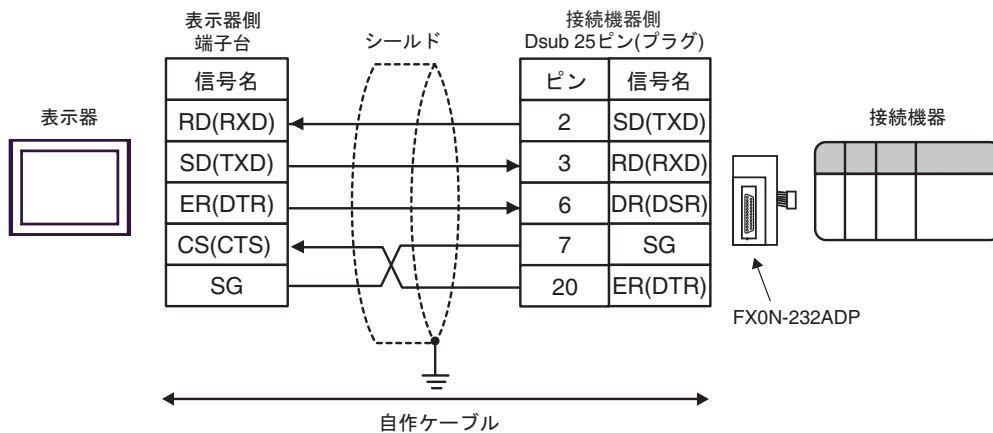 表示器側
端子台
シールド
接続機器側
Dsub 25ピン(プラグ)
信号名
ピン
信号名
表示器
接続機器
RD(RXD)
2
SD(TXD)
SD(TXD)
3
RD(RXD)
ER(DTR)
6
DR(DSR)
CS(CTS)
7
SG
SG
20
ER(DTR)
FX0N-232ADP
自作ケーブル